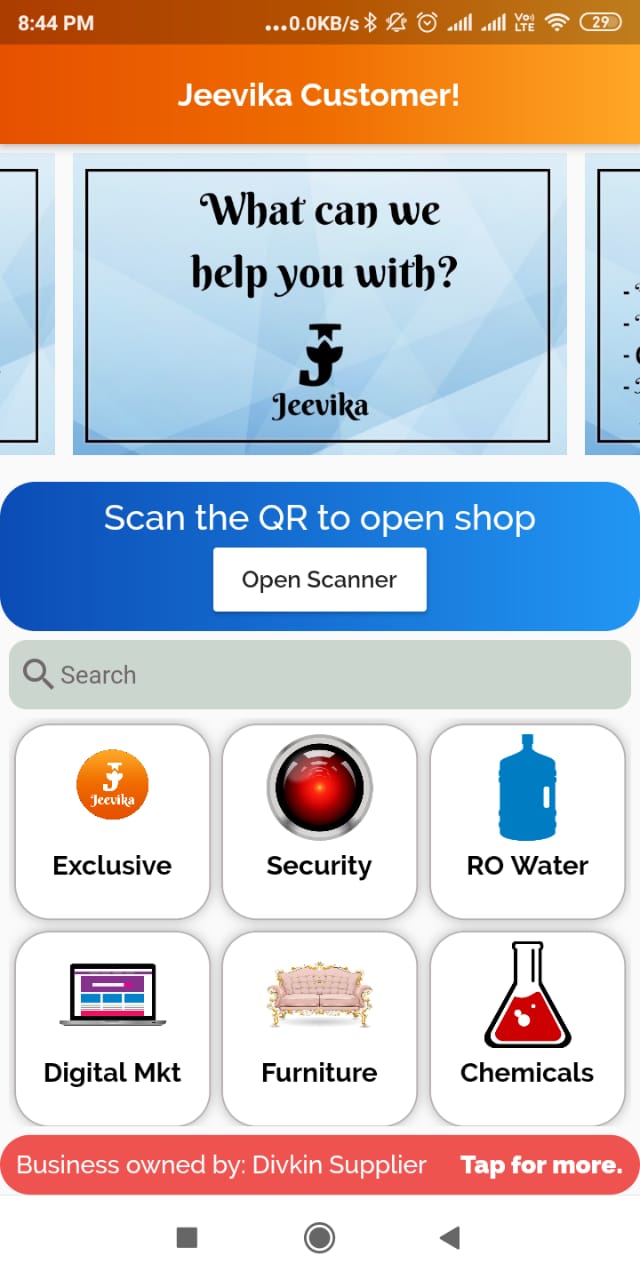 8:44 PM
...0.0KB/s
Vo))
LTE
29
Jeevika Customer!
What can we
help you with?
Jeevika
Scan the QR to open shop
Open Scanner
Search
Jeevika
Exclusive
Security
RO Water
Digital Mkt
Furniture
Chemicals
Business owned by: Divkin Supplier
Tap for more.